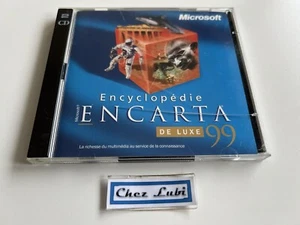 2
CD
Microsoft
Encyclopédie
Microsoft
ENCARTA
DE LUXE 99
La richesse du multimédia au service de la connaissance
Chez Lubi